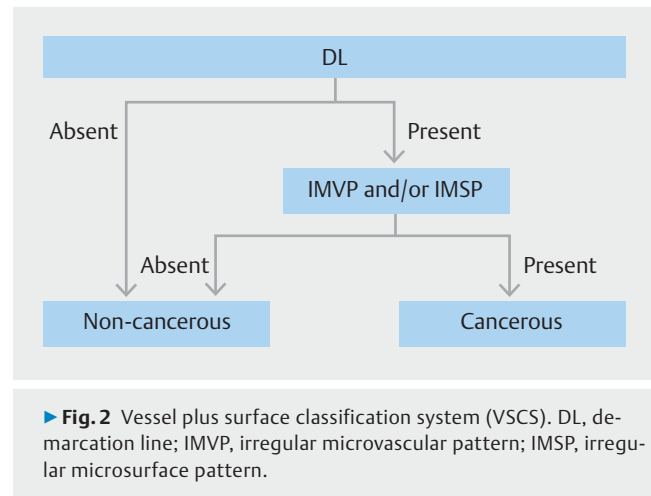 DL
Absent
Present
IMVP and/or IMSP
Absent
Present
Non-cancerous
Cancerous
►Fig. 2 Vessel plus surface classification system (VSCS). DL, de-
marcation line; IMVP, irregular microvascular pattern; IMSP, irregu-
lar microsurface pattern.